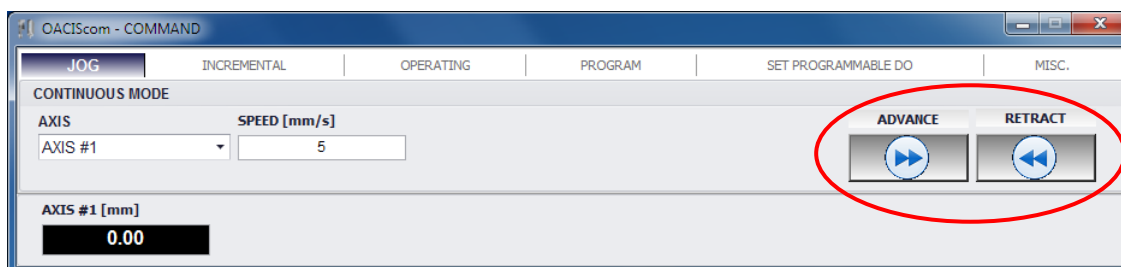 OACIScom - COMMAND
JOG INCREMENTAL OPERATING PROGRAM SET PROGRAMMABLE DO MISC.
CONTINUOUS MODE
AXIS SPEED [mm/s] ADVANCE RETRACT
AXIS #1 5
AXIS #1 [mm]
0.00